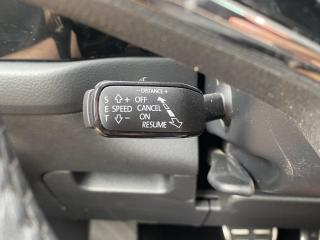 - DISTANCE +
S + OFF
E SPEED CANCEL
T - ON
RESUME